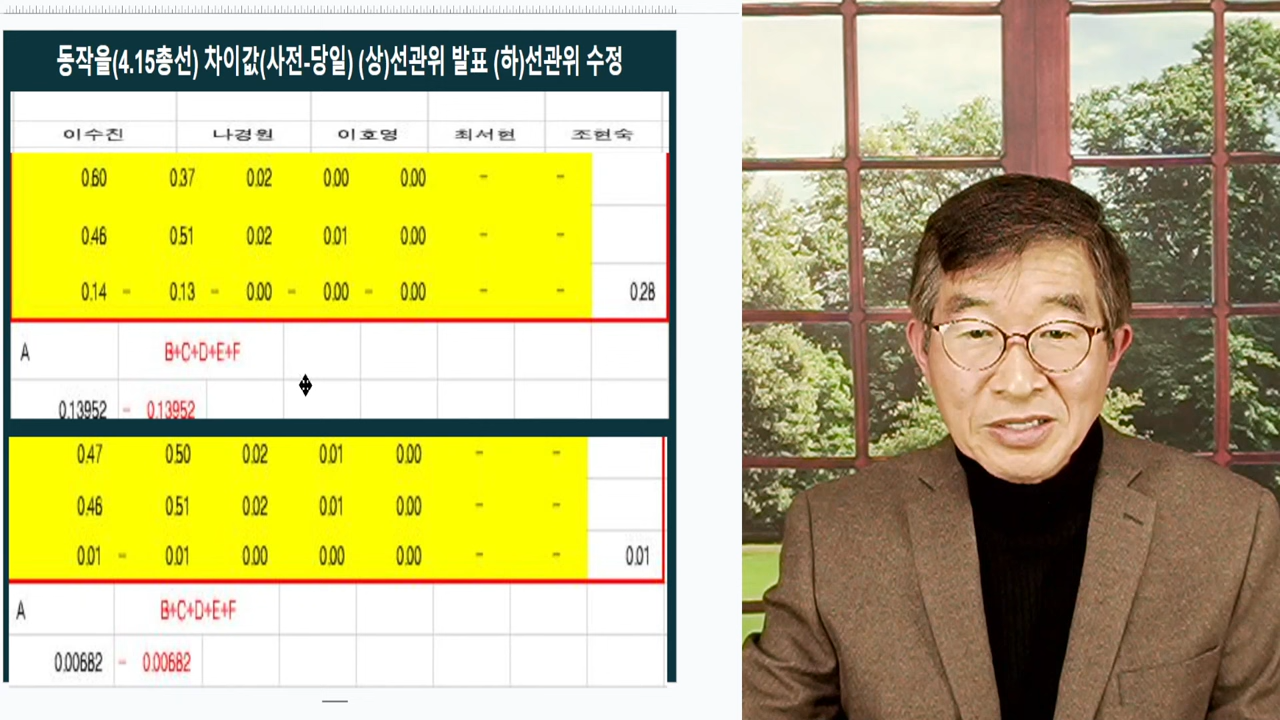 동작을(4.15총선) 차이값(사전-당일) (상)선관위 발표 (하)선관위 수정
이수진 나경원 이호영 최서현 조현숙
0.60 0.37 0.02 0.00 0.00 - -
0.46 0.51 0.02 0.01 0.00 - -
0.14 - 0.13 - 0.00 - 0.00 - 0.00 - - 0.28
A B+C+D+E+F
0.13952 - 0.13952
0.47 0.50 0.02 0.01 0.00 - -
0.46 0.51 0.02 0.01 0.00 - -
0.01 - 0.01 0.00 0.00 0.00 - - 0.01
A B+C+D+E+F
0.00682 - 0.00682